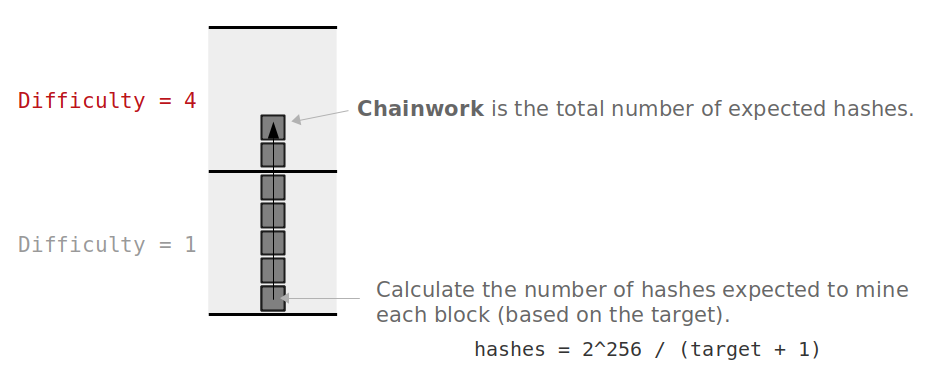 Difficulty = 4
Chainwork is the total number of expected hashes.
Difficulty = 1
Calculate the number of hashes expected to mine
each block (based on the target).
hashes = 2^256 / (target + 1)